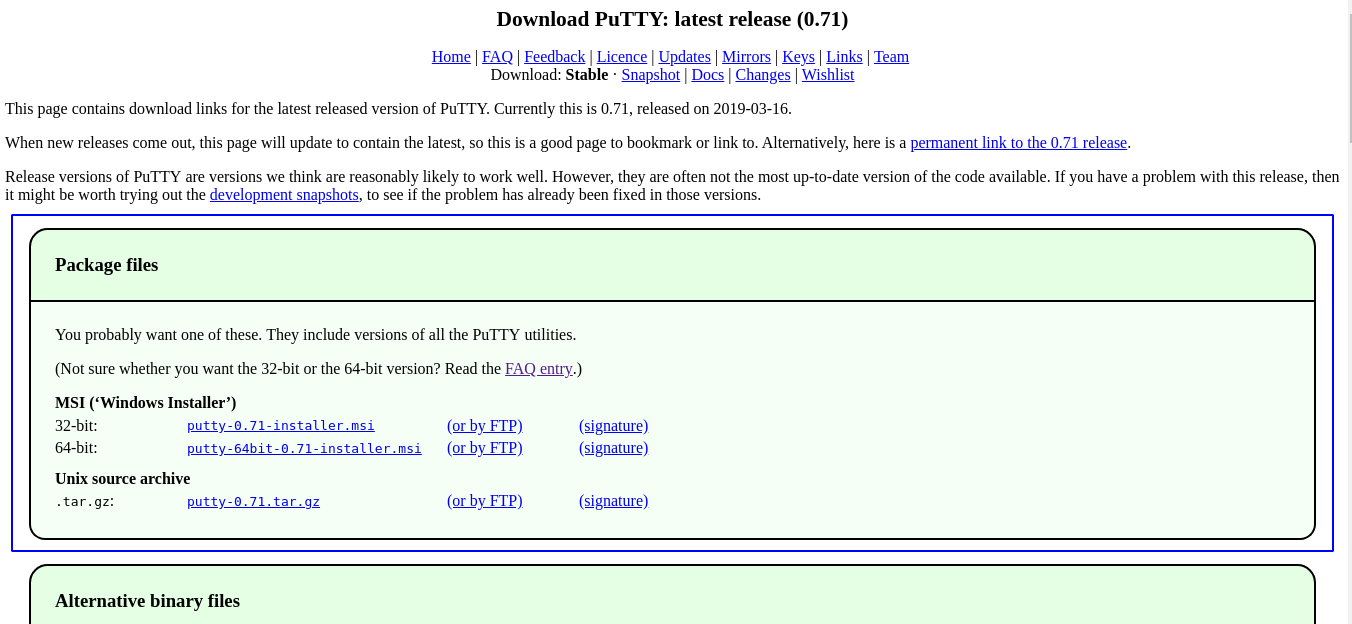 Download PuTTY: latest release (0.71)
Home | FAQ | Feedback | Licence | Updates | Mirrors | Keys | Links | Team
Download: Stable · Snapshot | Docs | Changes | Wishlist
This page contains download links for the latest released version of PuTTY. Currently this is 0.71, released on 2019-03-16.
When new releases come out, this page will update to contain the latest, so this is a good page to bookmark or link to. Alternatively, here is a permanent link to the 0.71 release.
Release versions of PuTTY are versions we think are reasonably likely to work well. However, they are often not the most up-to-date version of the code available. If you have a problem with this release, then
it might be worth trying out the development snapshots, to see if the problem has already been fixed in those versions.
Package files
You probably want one of these. They include versions of all the PuTTY utilities.
(Not sure whether you want the 32-bit or the 64-bit version? Read the FAQ entry.)
MSI (‘Windows Installer’)
32-bit: putty-0.71-installer.msi (or by FTP) (signature)
64-bit: putty-64bit-0.71-installer.msi (or by FTP) (signature)
Unix source archive
.tar.gz: putty-0.71.tar.gz (or by FTP) (signature)
Alternative binary files